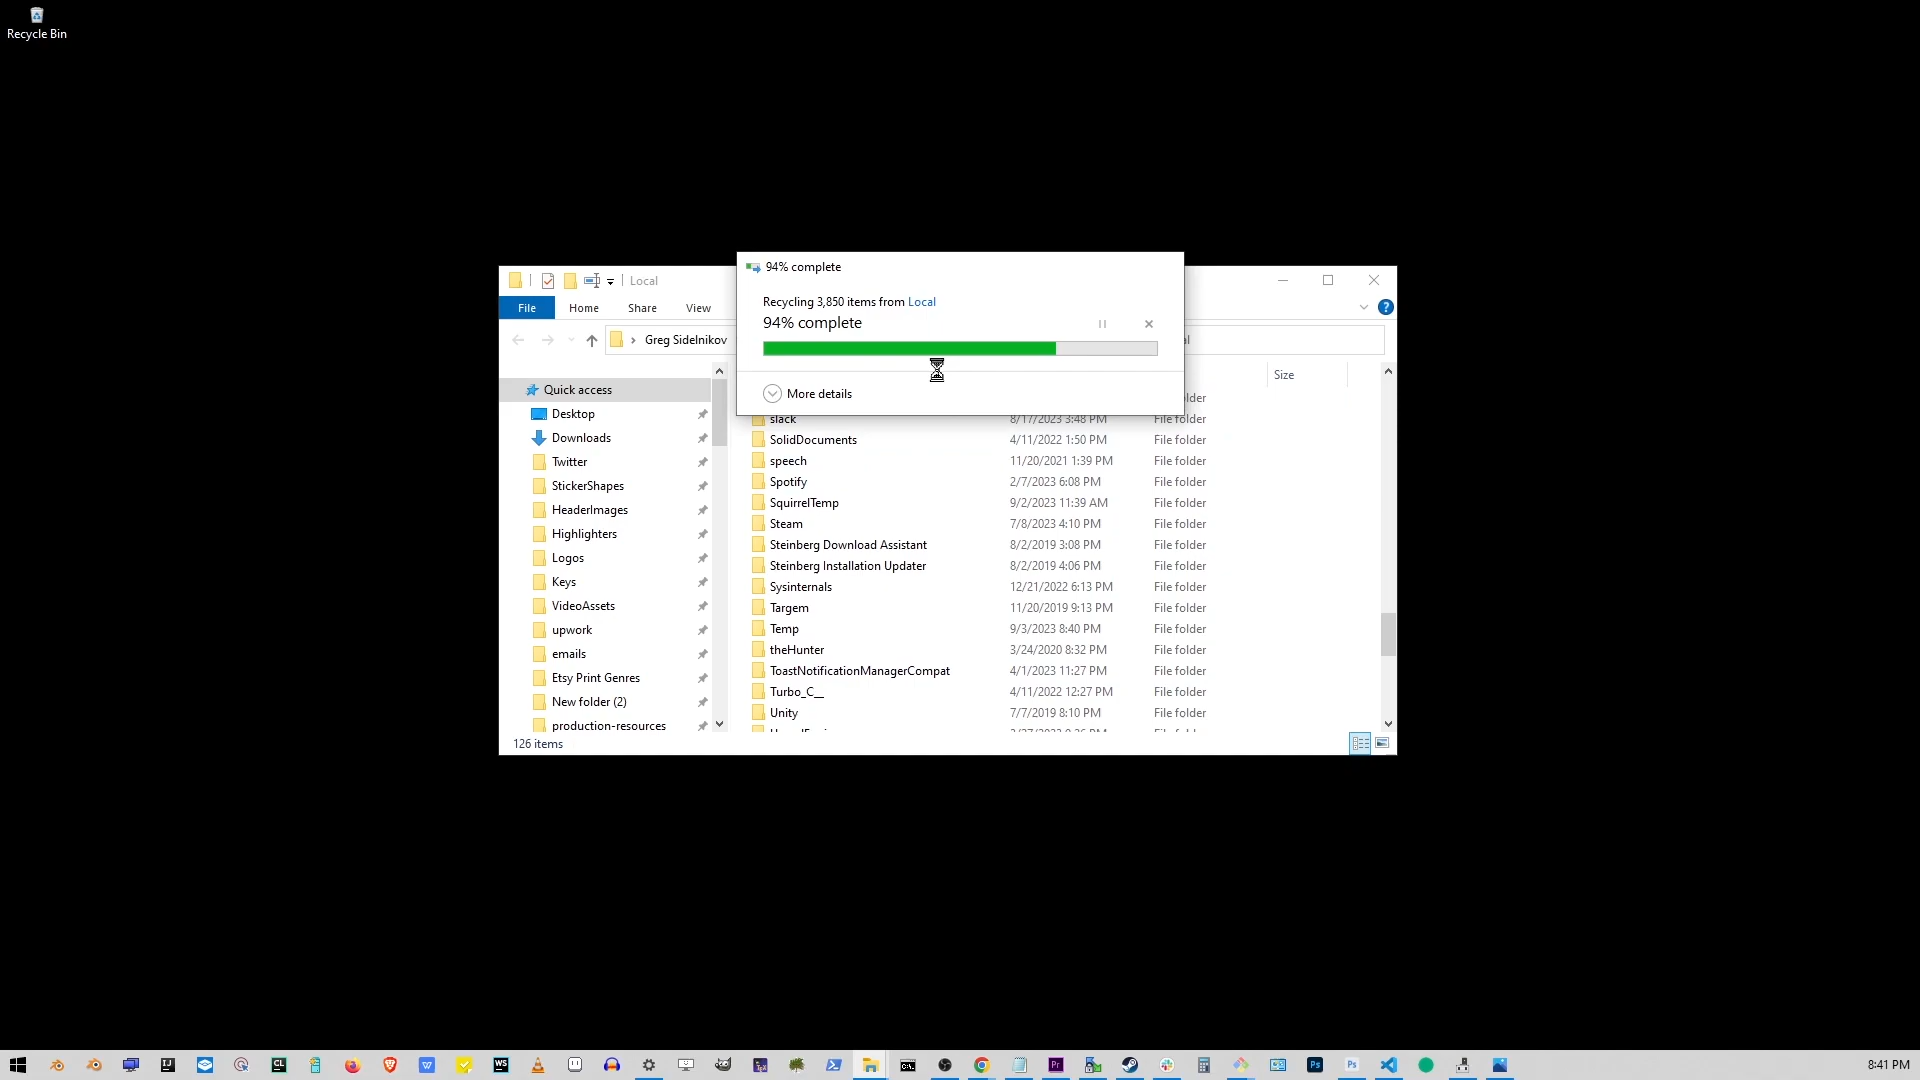 Recycle Bin
94% complete
Recycling 3,850 items from Local
94% complete
More details
Local
File Home Share View
Greg Sidelnikov
Size
Quick access
Desktop
Downloads
Twitter
StickerShapes
HeaderImages
Highlighters
Logos
Keys
VideoAssets
upwork
emails
Etsy Print Genres
New folder (2)
production-resources
slack 8/17/2023 3:48 PM File folder
SolidDocuments 4/11/2022 1:50 PM File folder
speech 11/20/2021 1:39 PM File folder
Spotify 2/7/2023 6:08 PM File folder
SquirrelTemp 9/2/2023 11:39 AM File folder
Steam 7/8/2023 4:10 PM File folder
Steinberg Download Assistant 8/2/2019 3:08 PM File folder
Steinberg Installation Updater 8/2/2019 4:06 PM File folder
Sysinternals 12/21/2022 6:13 PM File folder
Targem 11/20/2019 9:13 PM File folder
Temp 9/3/2023 8:40 PM File folder
theHunter 3/24/2020 8:32 PM File folder
ToastNotificationManagerCompat 4/1/2023 11:27 PM File folder
Turbo_C__ 4/11/2022 12:27 PM File folder
Unity 7/7/2019 8:10 PM File folder
126 items
8:41 PM